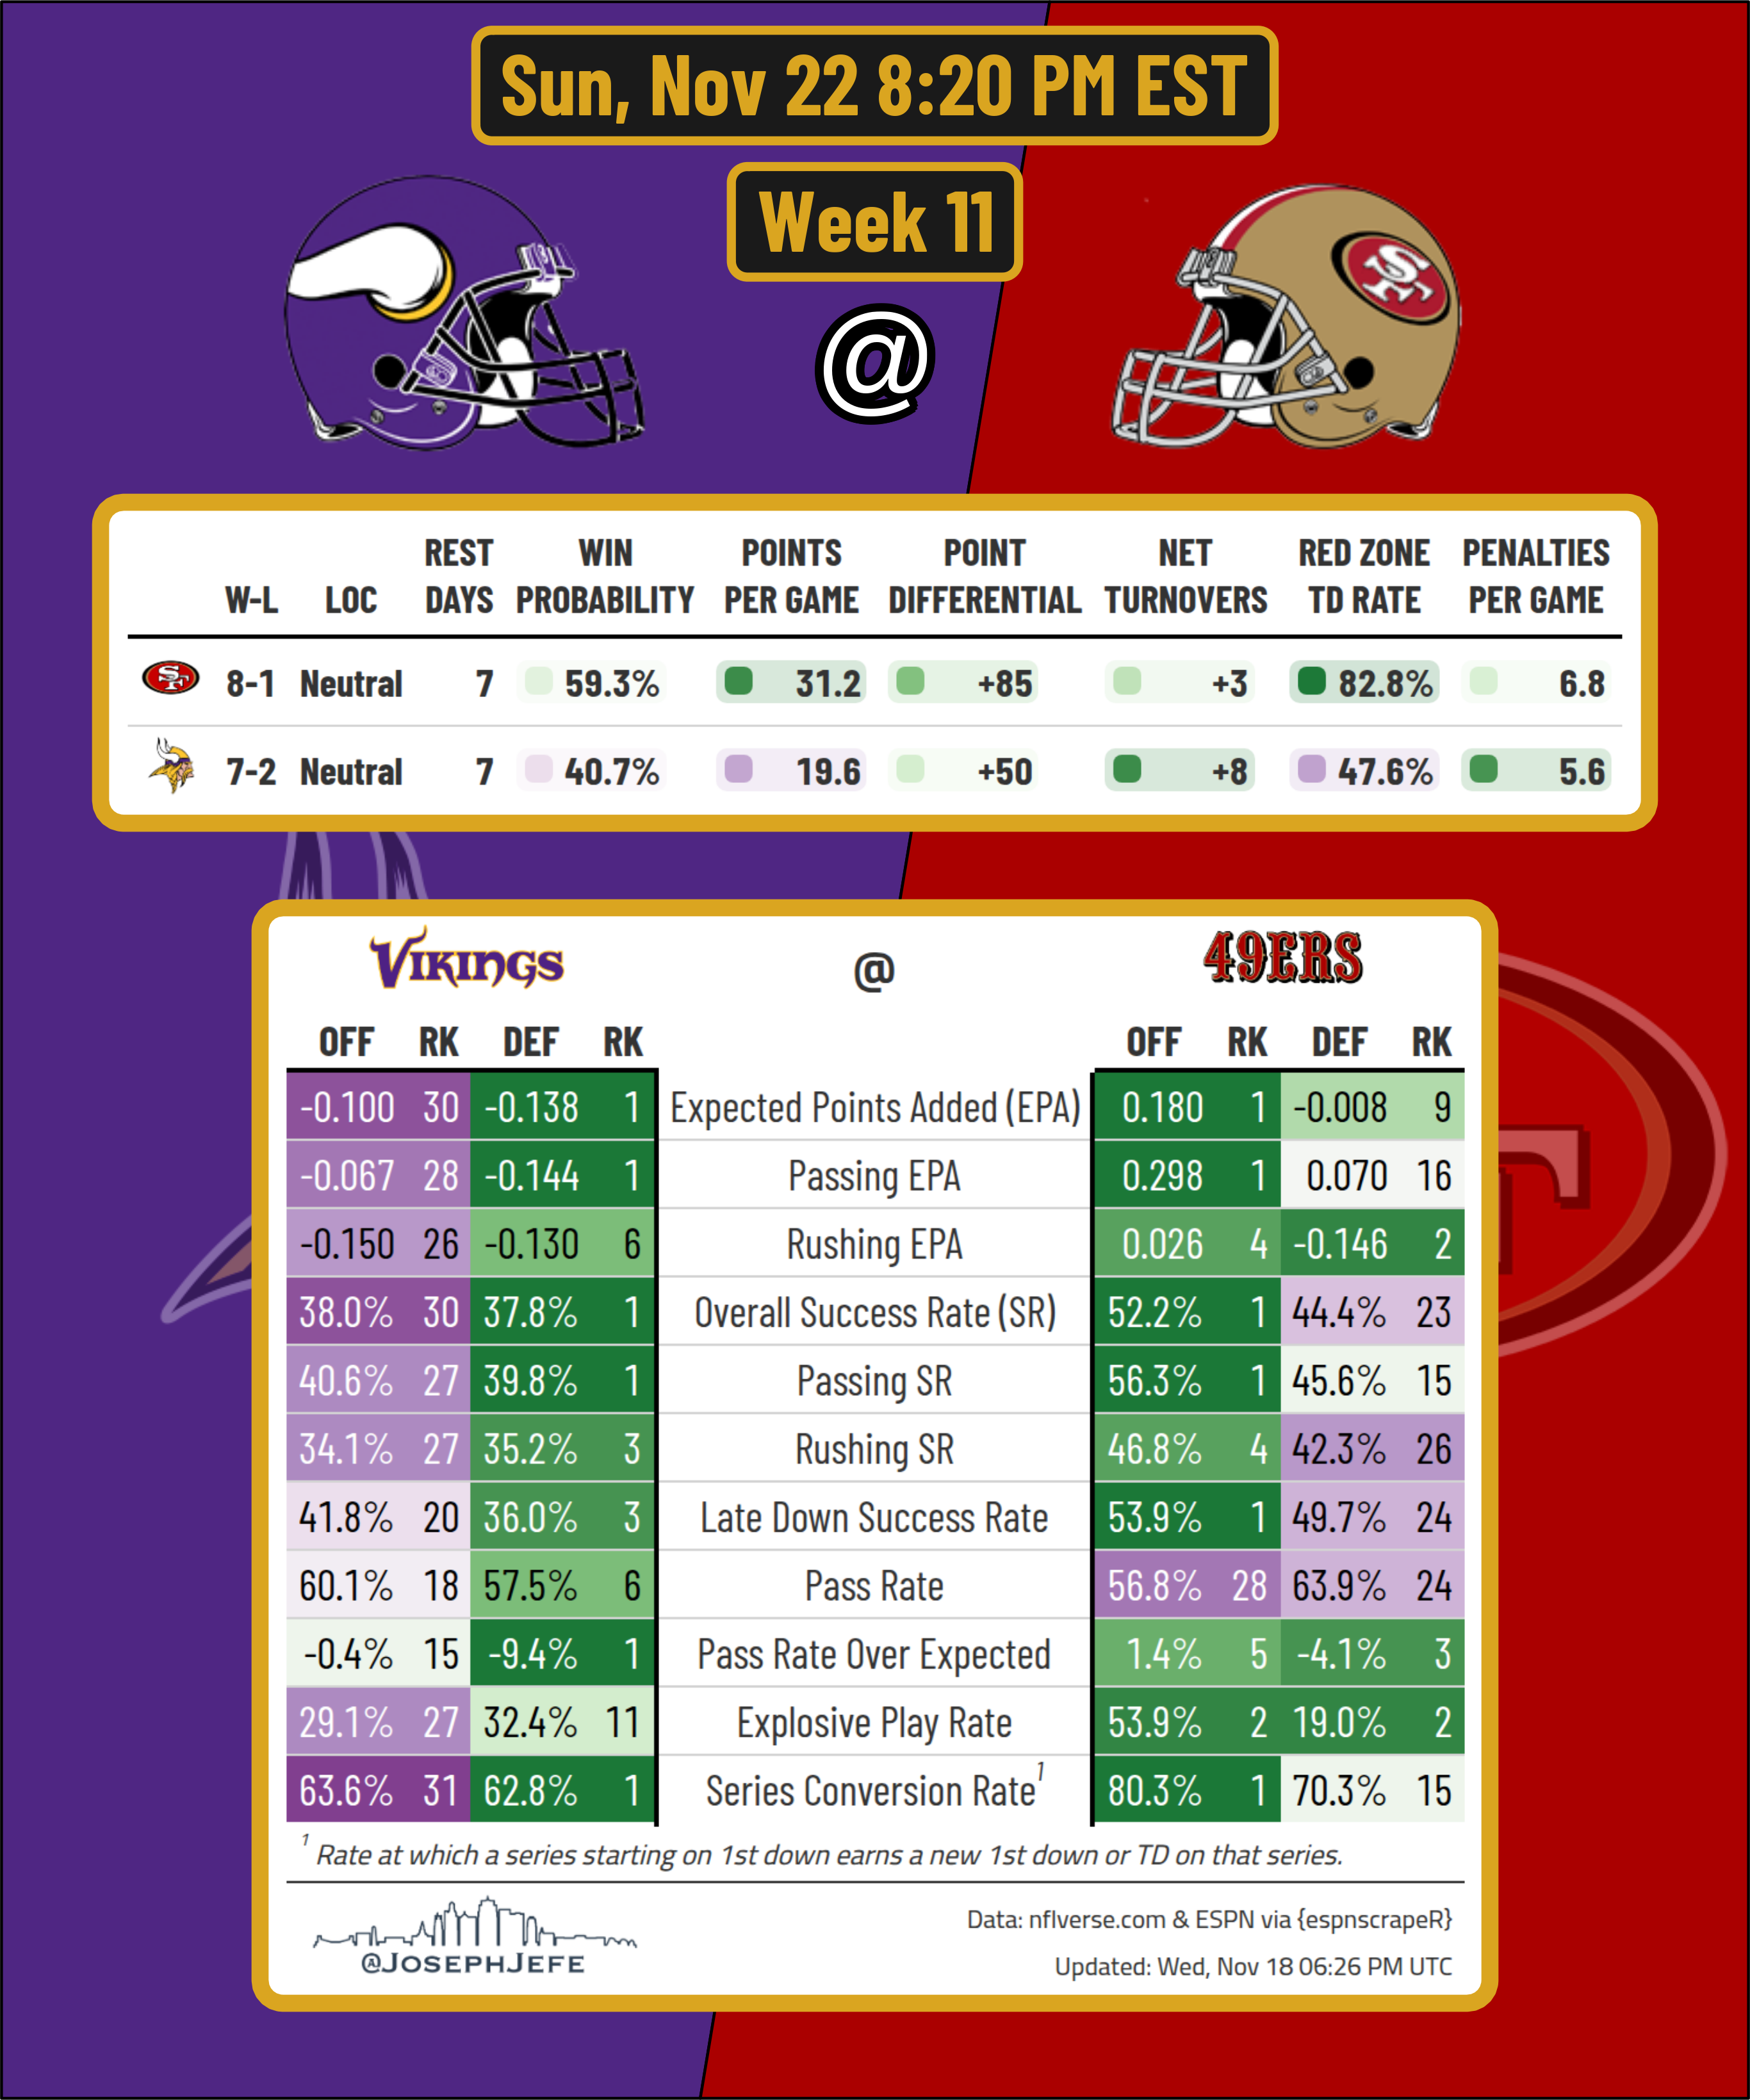 Sun, Nov 22 8:20 PM EST
Week 11
@
SF
REST WIN POINTS POINT NET RED ZONE PENALTIES
W-L LOC DAYS PROBABILITY PER GAME DIFFERENTIAL TURNOVERS TD RATE PER GAME
SF 8-1 Neutral 7 59.3% 31.2 +85 +3 82.8% 6.8
7-2 Neutral 7 40.7% 19.6 +50 +8 47.6% 5.6
VIKINGS @ 49ERS
OFF RK DEF RK OFF RK DEF RK
-0.100 30 -0.138 1 Expected Points Added (EPA) 0.180 1 -0.008 9
-0.067 28 -0.144 1 Passing EPA 0.298 1 0.070 16
-0.150 26 -0.130 6 Rushing EPA 0.026 4 -0.146 2
38.0% 30 37.8% 1 Overall Success Rate (SR) 52.2% 1 44.4% 23
40.6% 27 39.8% 1 Passing SR 56.3% 1 45.6% 15
34.1% 27 35.2% 3 Rushing SR 46.8% 4 42.3% 26
41.8% 20 36.0% 3 Late Down Success Rate 53.9% 1 49.7% 24
60.1% 18 57.5% 6 Pass Rate 56.8% 28 63.9% 24
-0.4% 15 -9.4% 1 Pass Rate Over Expected 1.4% 5 -4.1% 3
29.1% 27 32.4% 11 Explosive Play Rate 53.9% 2 19.0% 2
63.6% 31 62.8% 1 Series Conversion Rate¹ 80.3% 1 70.3% 15
¹ Rate at which a series starting on 1st down earns a new 1st down or TD on that series.
@JOSEPHJEFE
Data: nflverse.com & ESPN via {espnscrapeR}
Updated: Wed, Nov 18 06:26 PM UTC